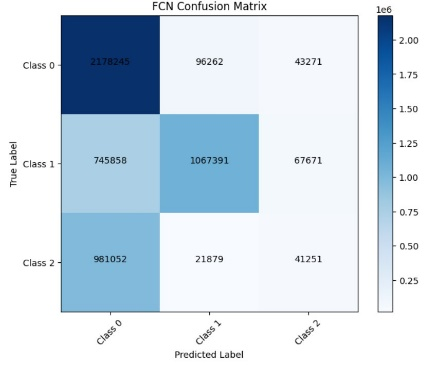 FCN Confusion Matrix
1e6
True Label
Class 0
2178245 96262 43271
Class 1
745858 1067391 67671
Class 2
981052 21879 41251
Class 0 Class 1 Class 2
Predicted Label
2.00
1.75
1.50
1.25
1.00
0.75
0.50
0.25